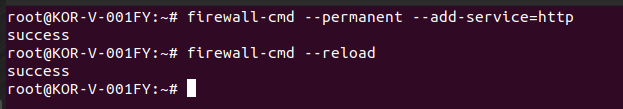 root@KOR-V-001FY:~# firewall-cmd --permanent --add-service=http
success
root@KOR-V-001FY:~# firewall-cmd --reload
success
root@KOR-V-001FY:~#